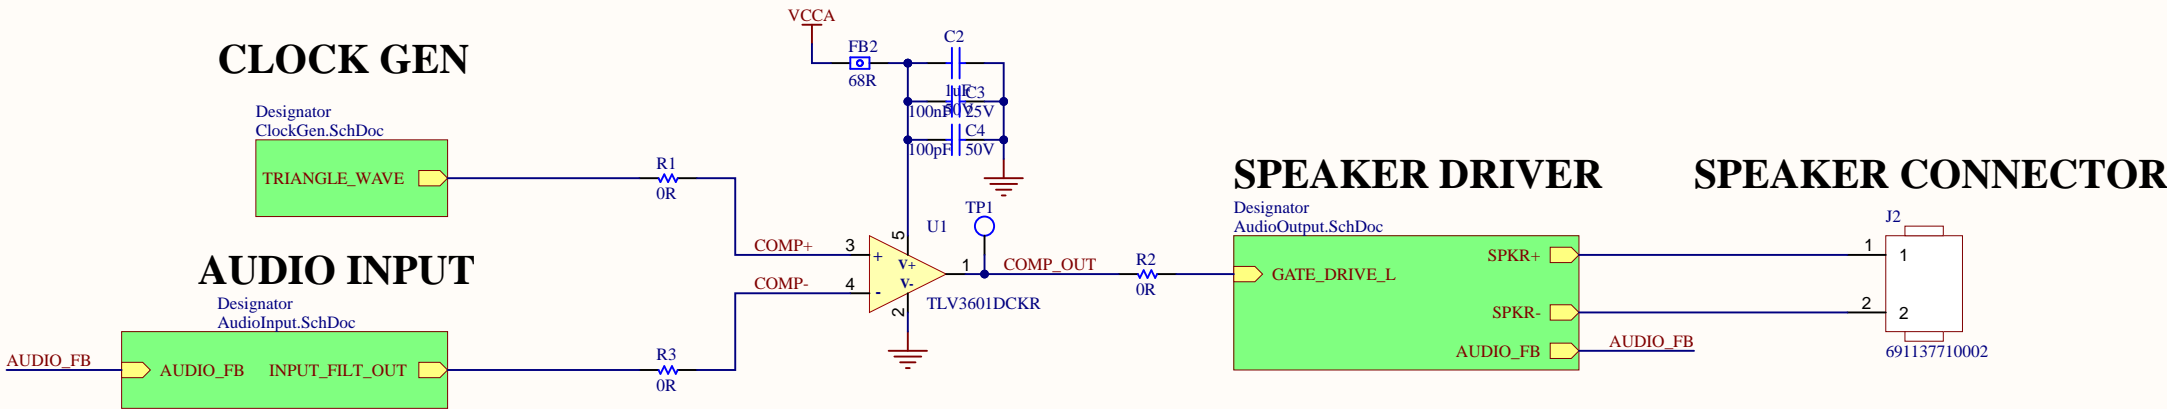 VCCA
CLOCK GEN
FB2
68R
C2
1uF
50V
C3
100nF
25V
C4
100pF
50V
Designator
ClockGen.SchDoc
TRIANGLE_WAVE
R1
0R
AUDIO INPUT
Designator
AudioInput.SchDoc
AUDIO_FB
AUDIO_FB
INPUT_FILT_OUT
R3
0R
COMP+
3
COMP-
4
+
-
5
V+
V-
2
U1
TLV3601DCKR
1
TP1
COMP_OUT
R2
0R
SPEAKER DRIVER
Designator
AudioOutput.SchDoc
GATE_DRIVE_L
SPKR+
SPKR-
AUDIO_FB
AUDIO_FB
SPEAKER CONNECTOR
J2
1
1
2
2
691137710002